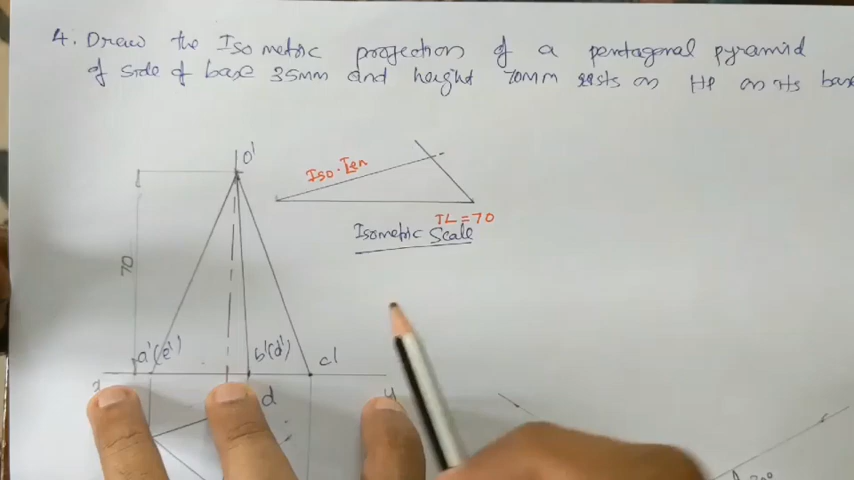 4. Draw the Isometric projection of a pentagonal pyramid
of side of base 35mm and height 70mm rests on HP on its base
o'
Iso. Len
TL=70
Isometric Scale
70
a'(e')
b'(d')
c'
x
y
d
30°